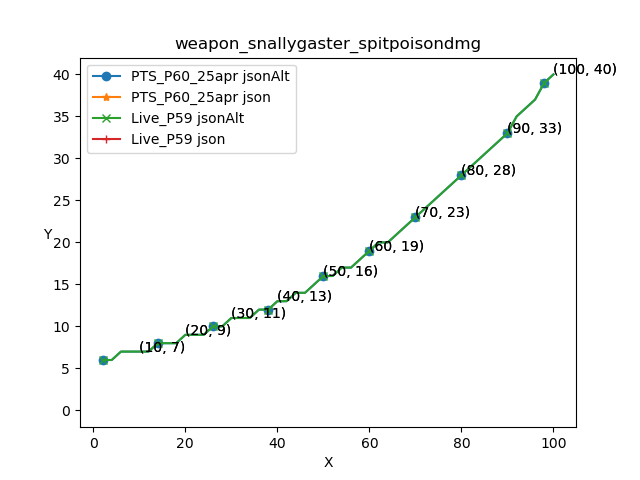 weapon_snallygaster_spitpoisondmg
PTS_P60_25apr jsonAlt
PTS_P60_25apr json
Live_P59 jsonAlt
Live_P59 json
(100, 40)
(90, 33)
(80, 28)
(70, 23)
(60, 19)
(50, 16)
(40, 13)
(30, 11)
(20, 9)
(10, 7)
40
35
30
25
20
15
10
5
0
Y
0 20 40 60 80 100
X